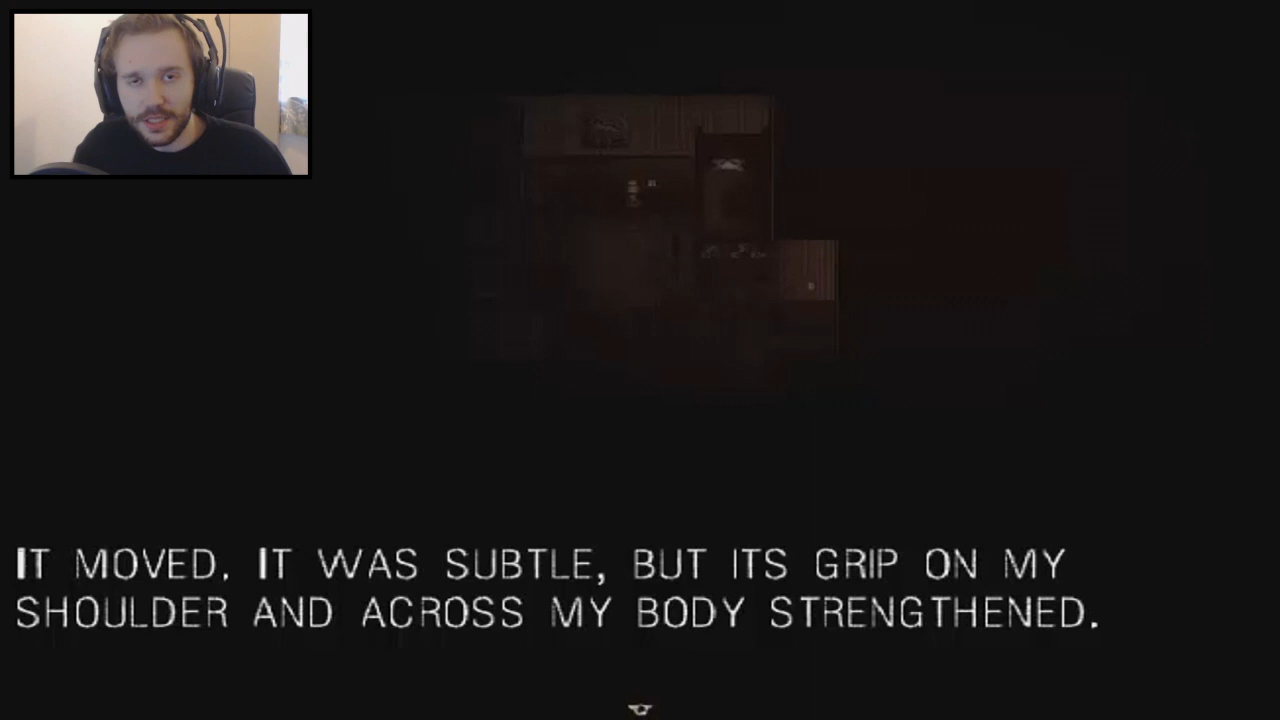 IT MOVED. IT WAS SUBTLE, BUT ITS GRIP ON MY
SHOULDER AND ACROSS MY BODY STRENGTHENED.